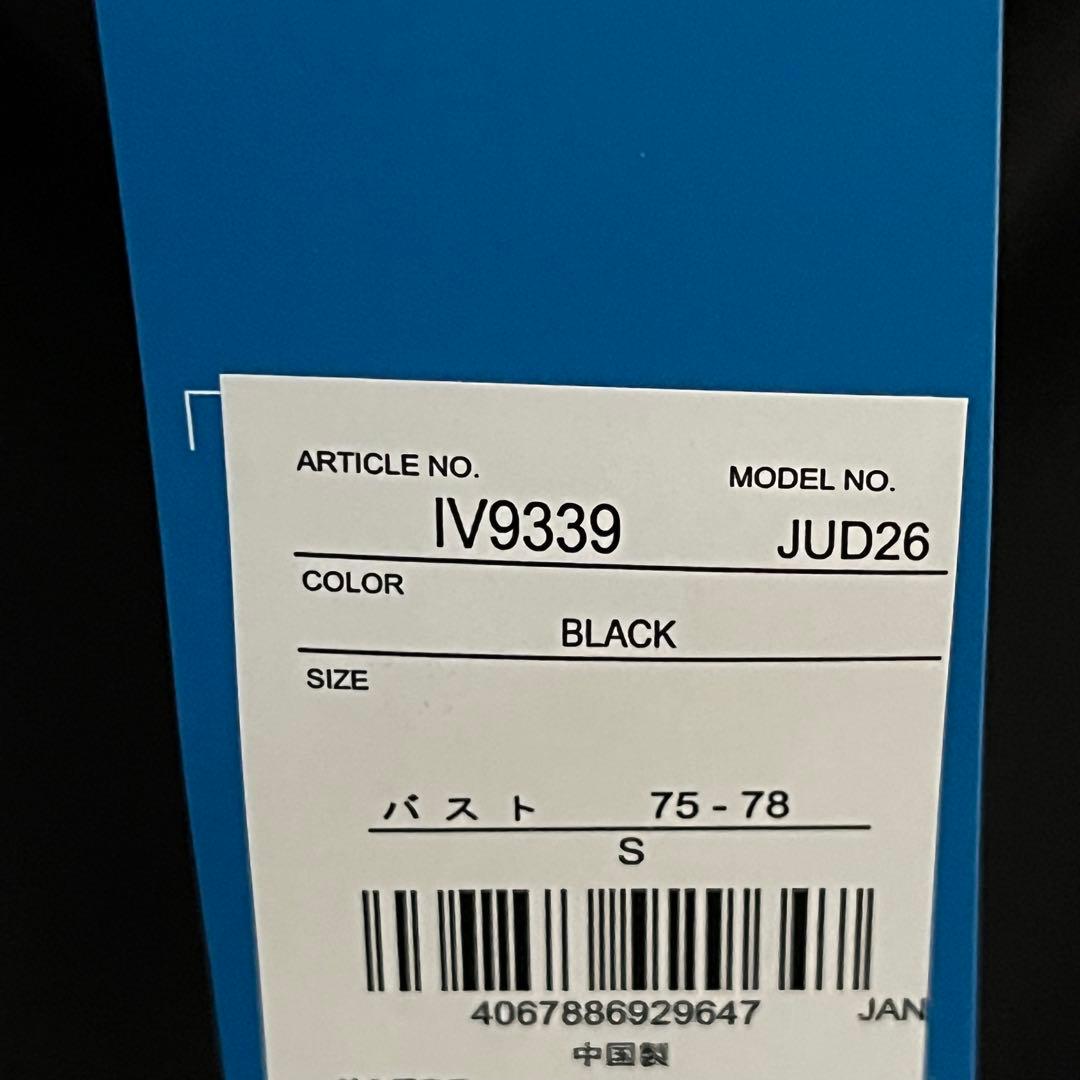 ARTICLE NO. MODEL NO.
IV9339 JUD26
COLOR
BLACK
SIZE
バスト 75 - 78
S
4067886929647 JAN
中国製